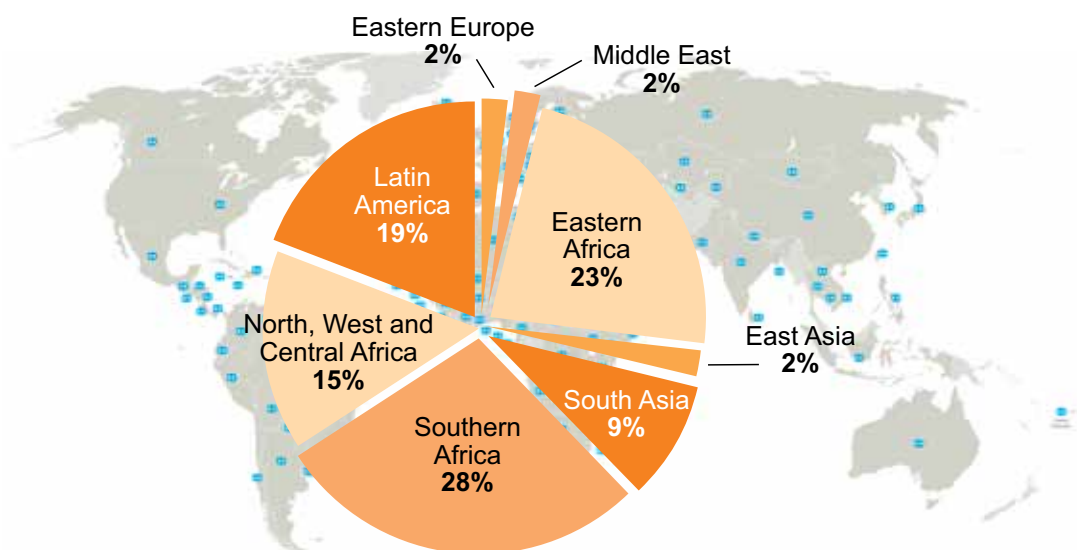 Eastern Europe
2%
Middle East
2%
Latin
America
19%
Eastern
Africa
23%
North, West and
Central Africa
15%
East Asia
2%
South Asia
9%
Southern
Africa
28%